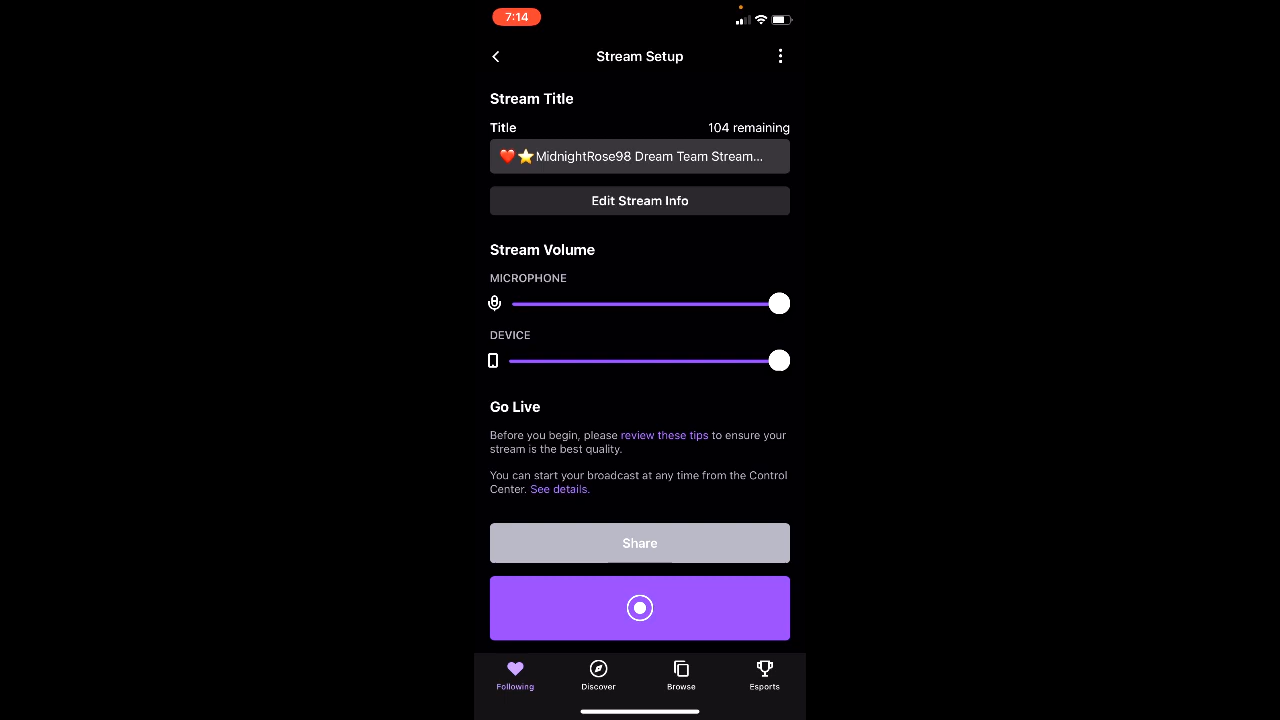 7:14
Stream Setup
Stream Title
Title 104 remaining
❤️⭐MidnightRose98 Dream Team Stream...
Edit Stream Info
Stream Volume
MICROPHONE
DEVICE
Go Live
Before you begin, please review these tips to ensure your
stream is the best quality.
You can start your broadcast at any time from the Control
Center. See details.
Share
Following Discover Browse Esports